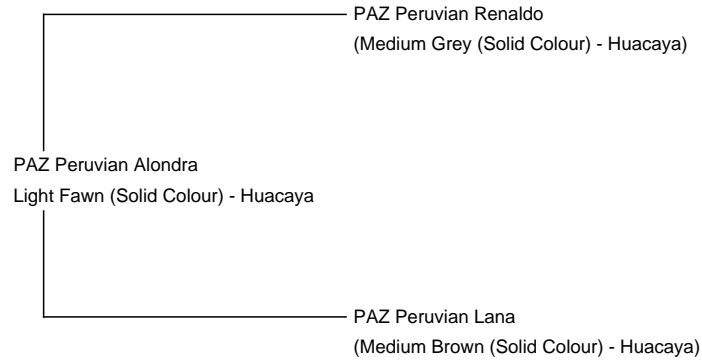 PAZ Peruvian Renaldo
(Medium Grey (Solid Colour) - Huacaya)
PAZ Peruvian Alondra
Light Fawn (Solid Colour) - Huacaya
PAZ Peruvian Lana
(Medium Brown (Solid Colour) - Huacaya)